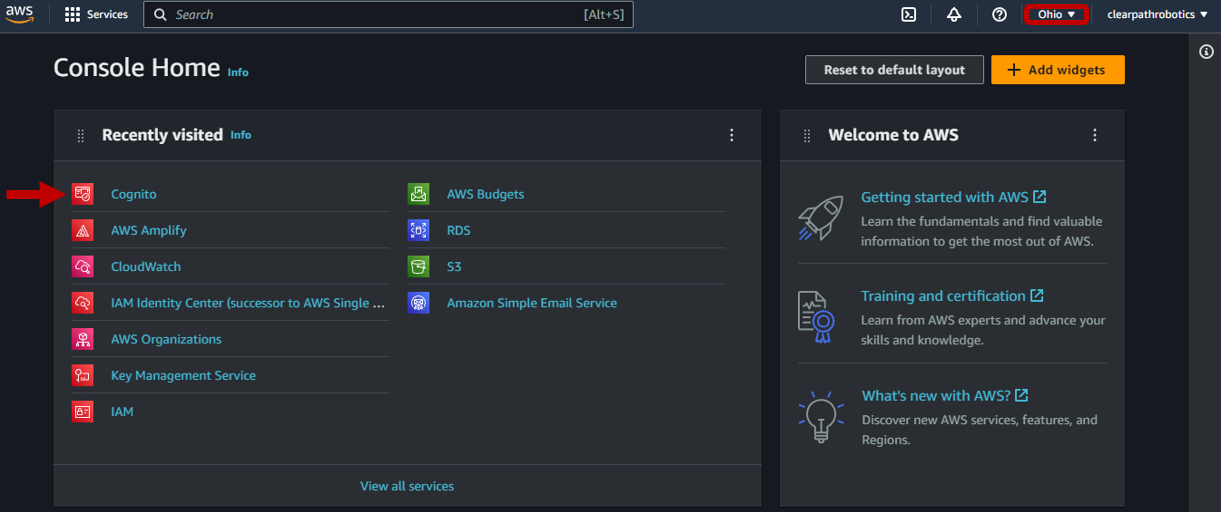 aws
Services
Search
[Alt+S]
Ohio ▼
clearpathrobotics ▼
Console Home Info
Reset to default layout
+ Add widgets
Recently visited Info
Cognito
AWS Amplify
CloudWatch
IAM Identity Center (successor to AWS Single ...
AWS Organizations
Key Management Service
IAM
AWS Budgets
RDS
S3
Amazon Simple Email Service
View all services
Welcome to AWS
Getting started with AWS
Learn the fundamentals and find valuable
information to get the most out of AWS.
Training and certification
Learn from AWS experts and advance your
skills and knowledge.
What's new with AWS?
Discover new AWS services, features, and
Regions.